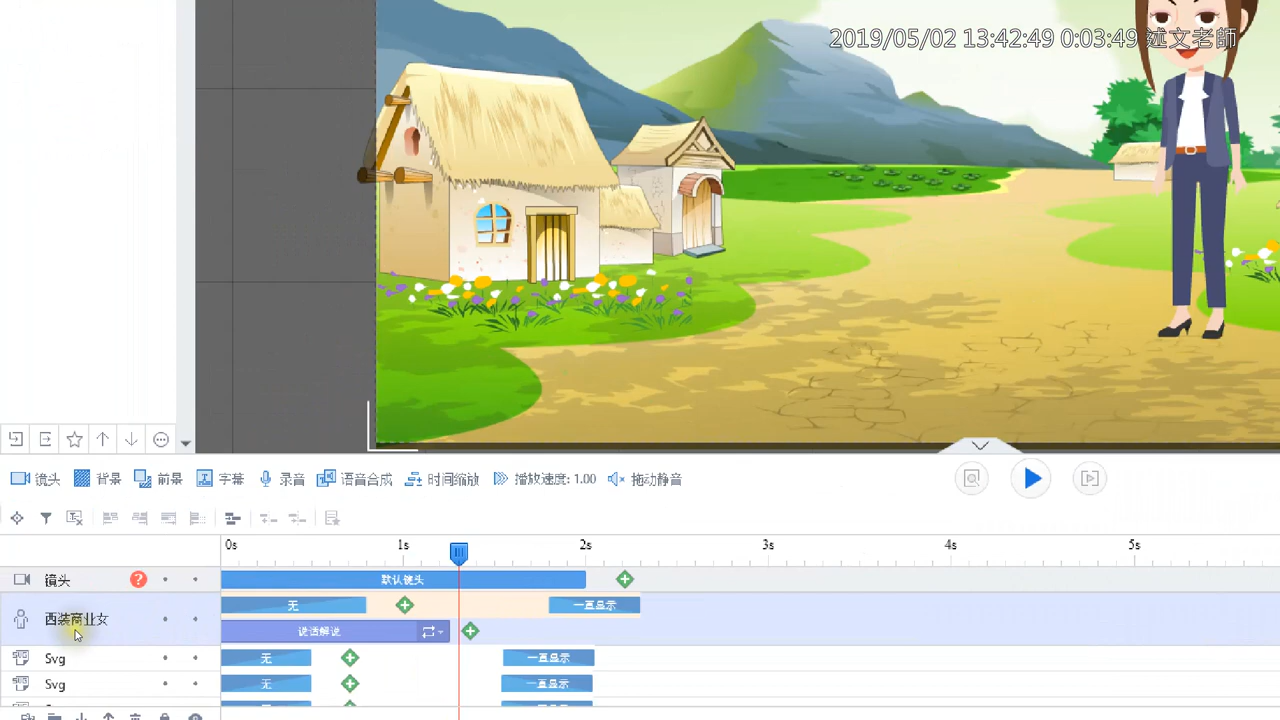 2019/05/02 13:42:49 0:03:49 述文老師
镜头 背景 前景 字幕 录音 语音合成 时间缩放 播放速度: 1.00 拖动静音
0s 1s 2s 3s 4s 5s
镜头 ? 默认镜头
西装商业女 无 一直显示
说话解说
Svg 无 一直显示
Svg 无 一直显示